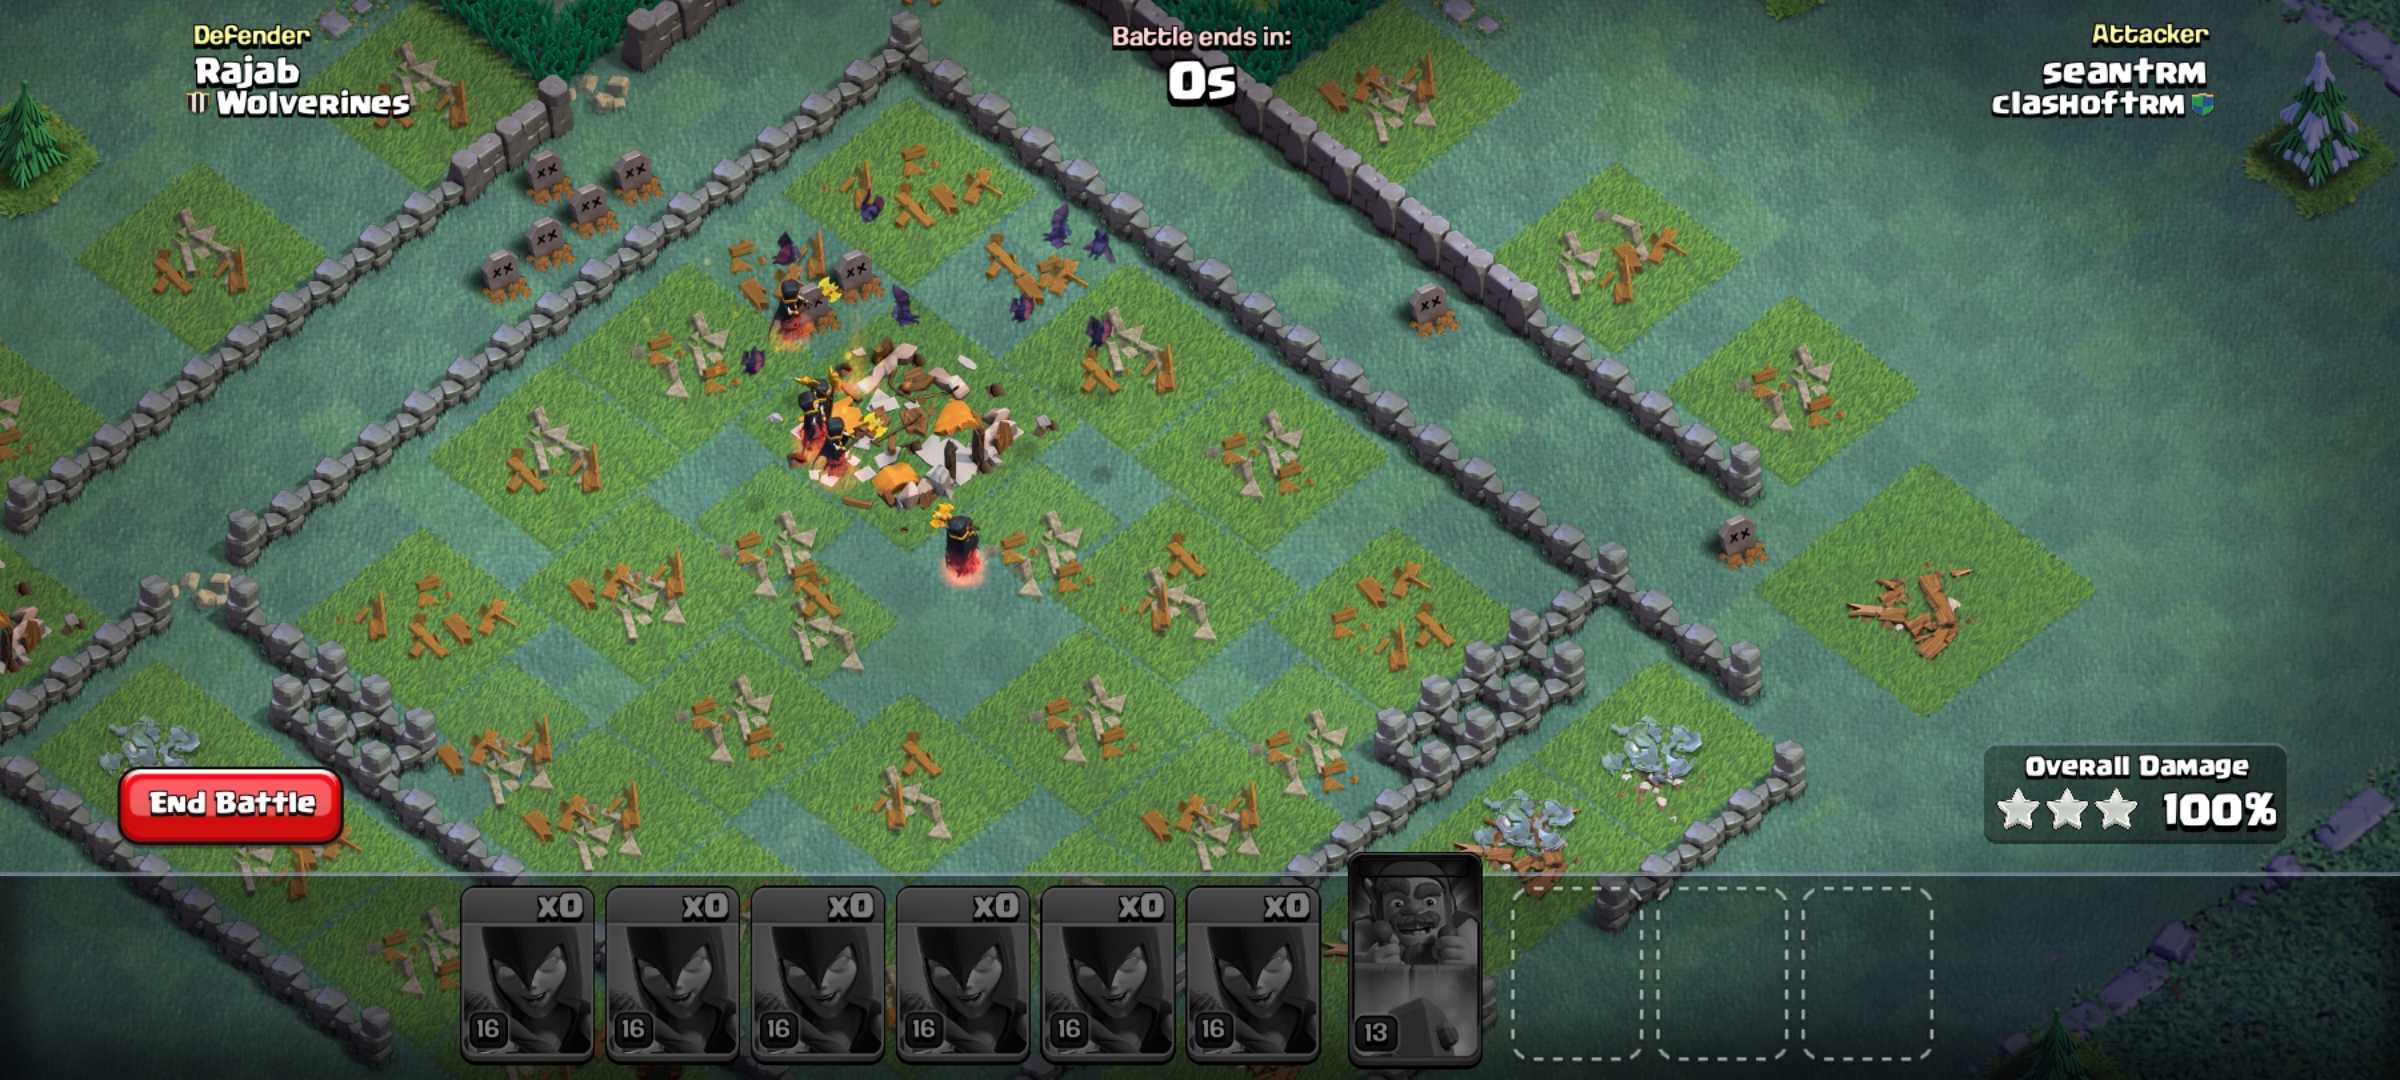 Defender
Rajab
Wolverines
Battle ends in:
0s
Attacker
seantRM
clashoftRM
End Battle
Overall Damage
100%
x0
x0
x0
x0
x0
x0
16
16
16
16
16
16
13